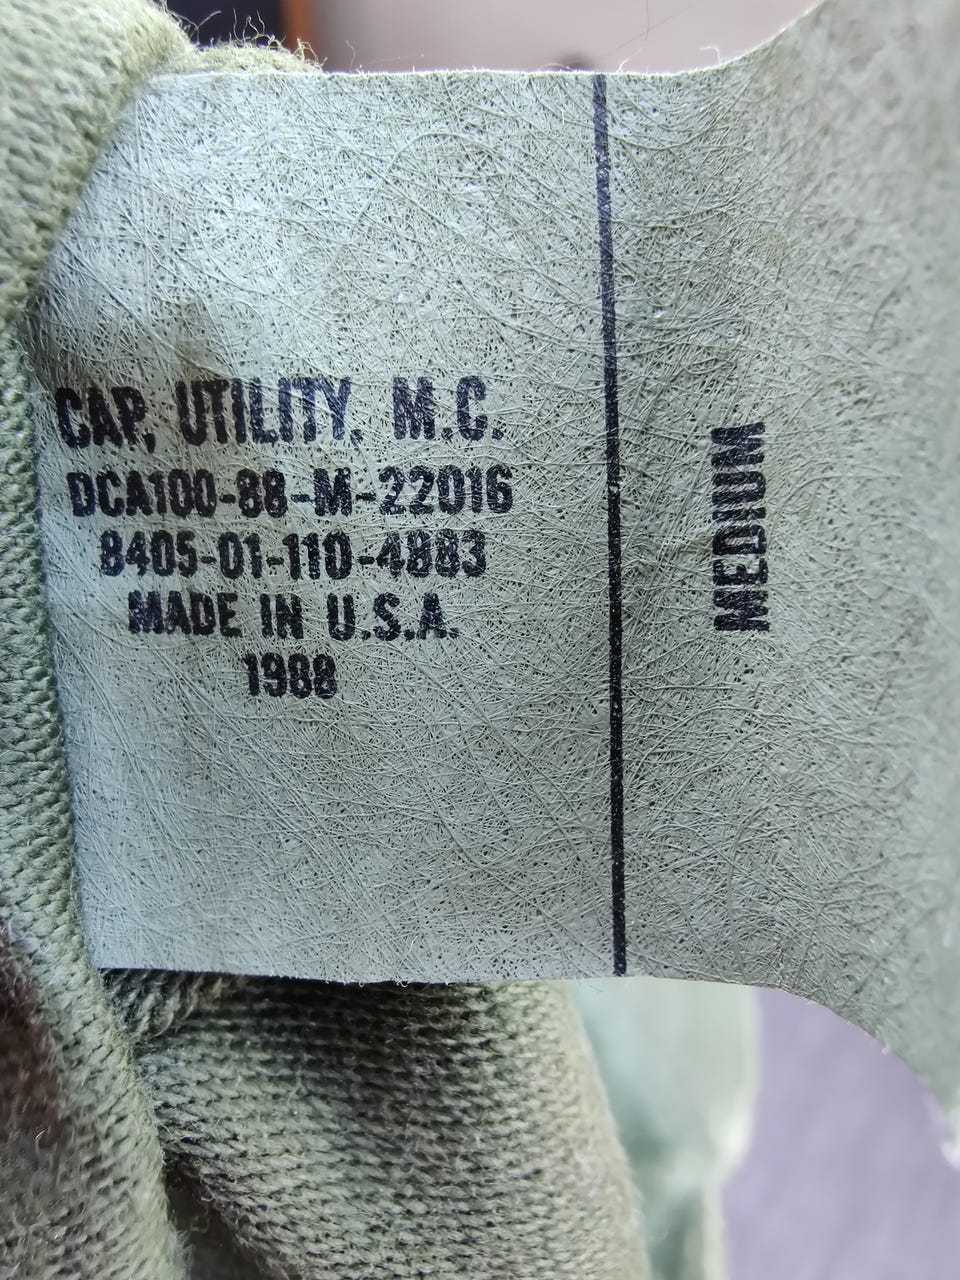 CAP, UTILITY. M.C.
DCA100-88-M-22016
8405-01-110-4883
MADE IN U.S.A.
1988
MEDIUM